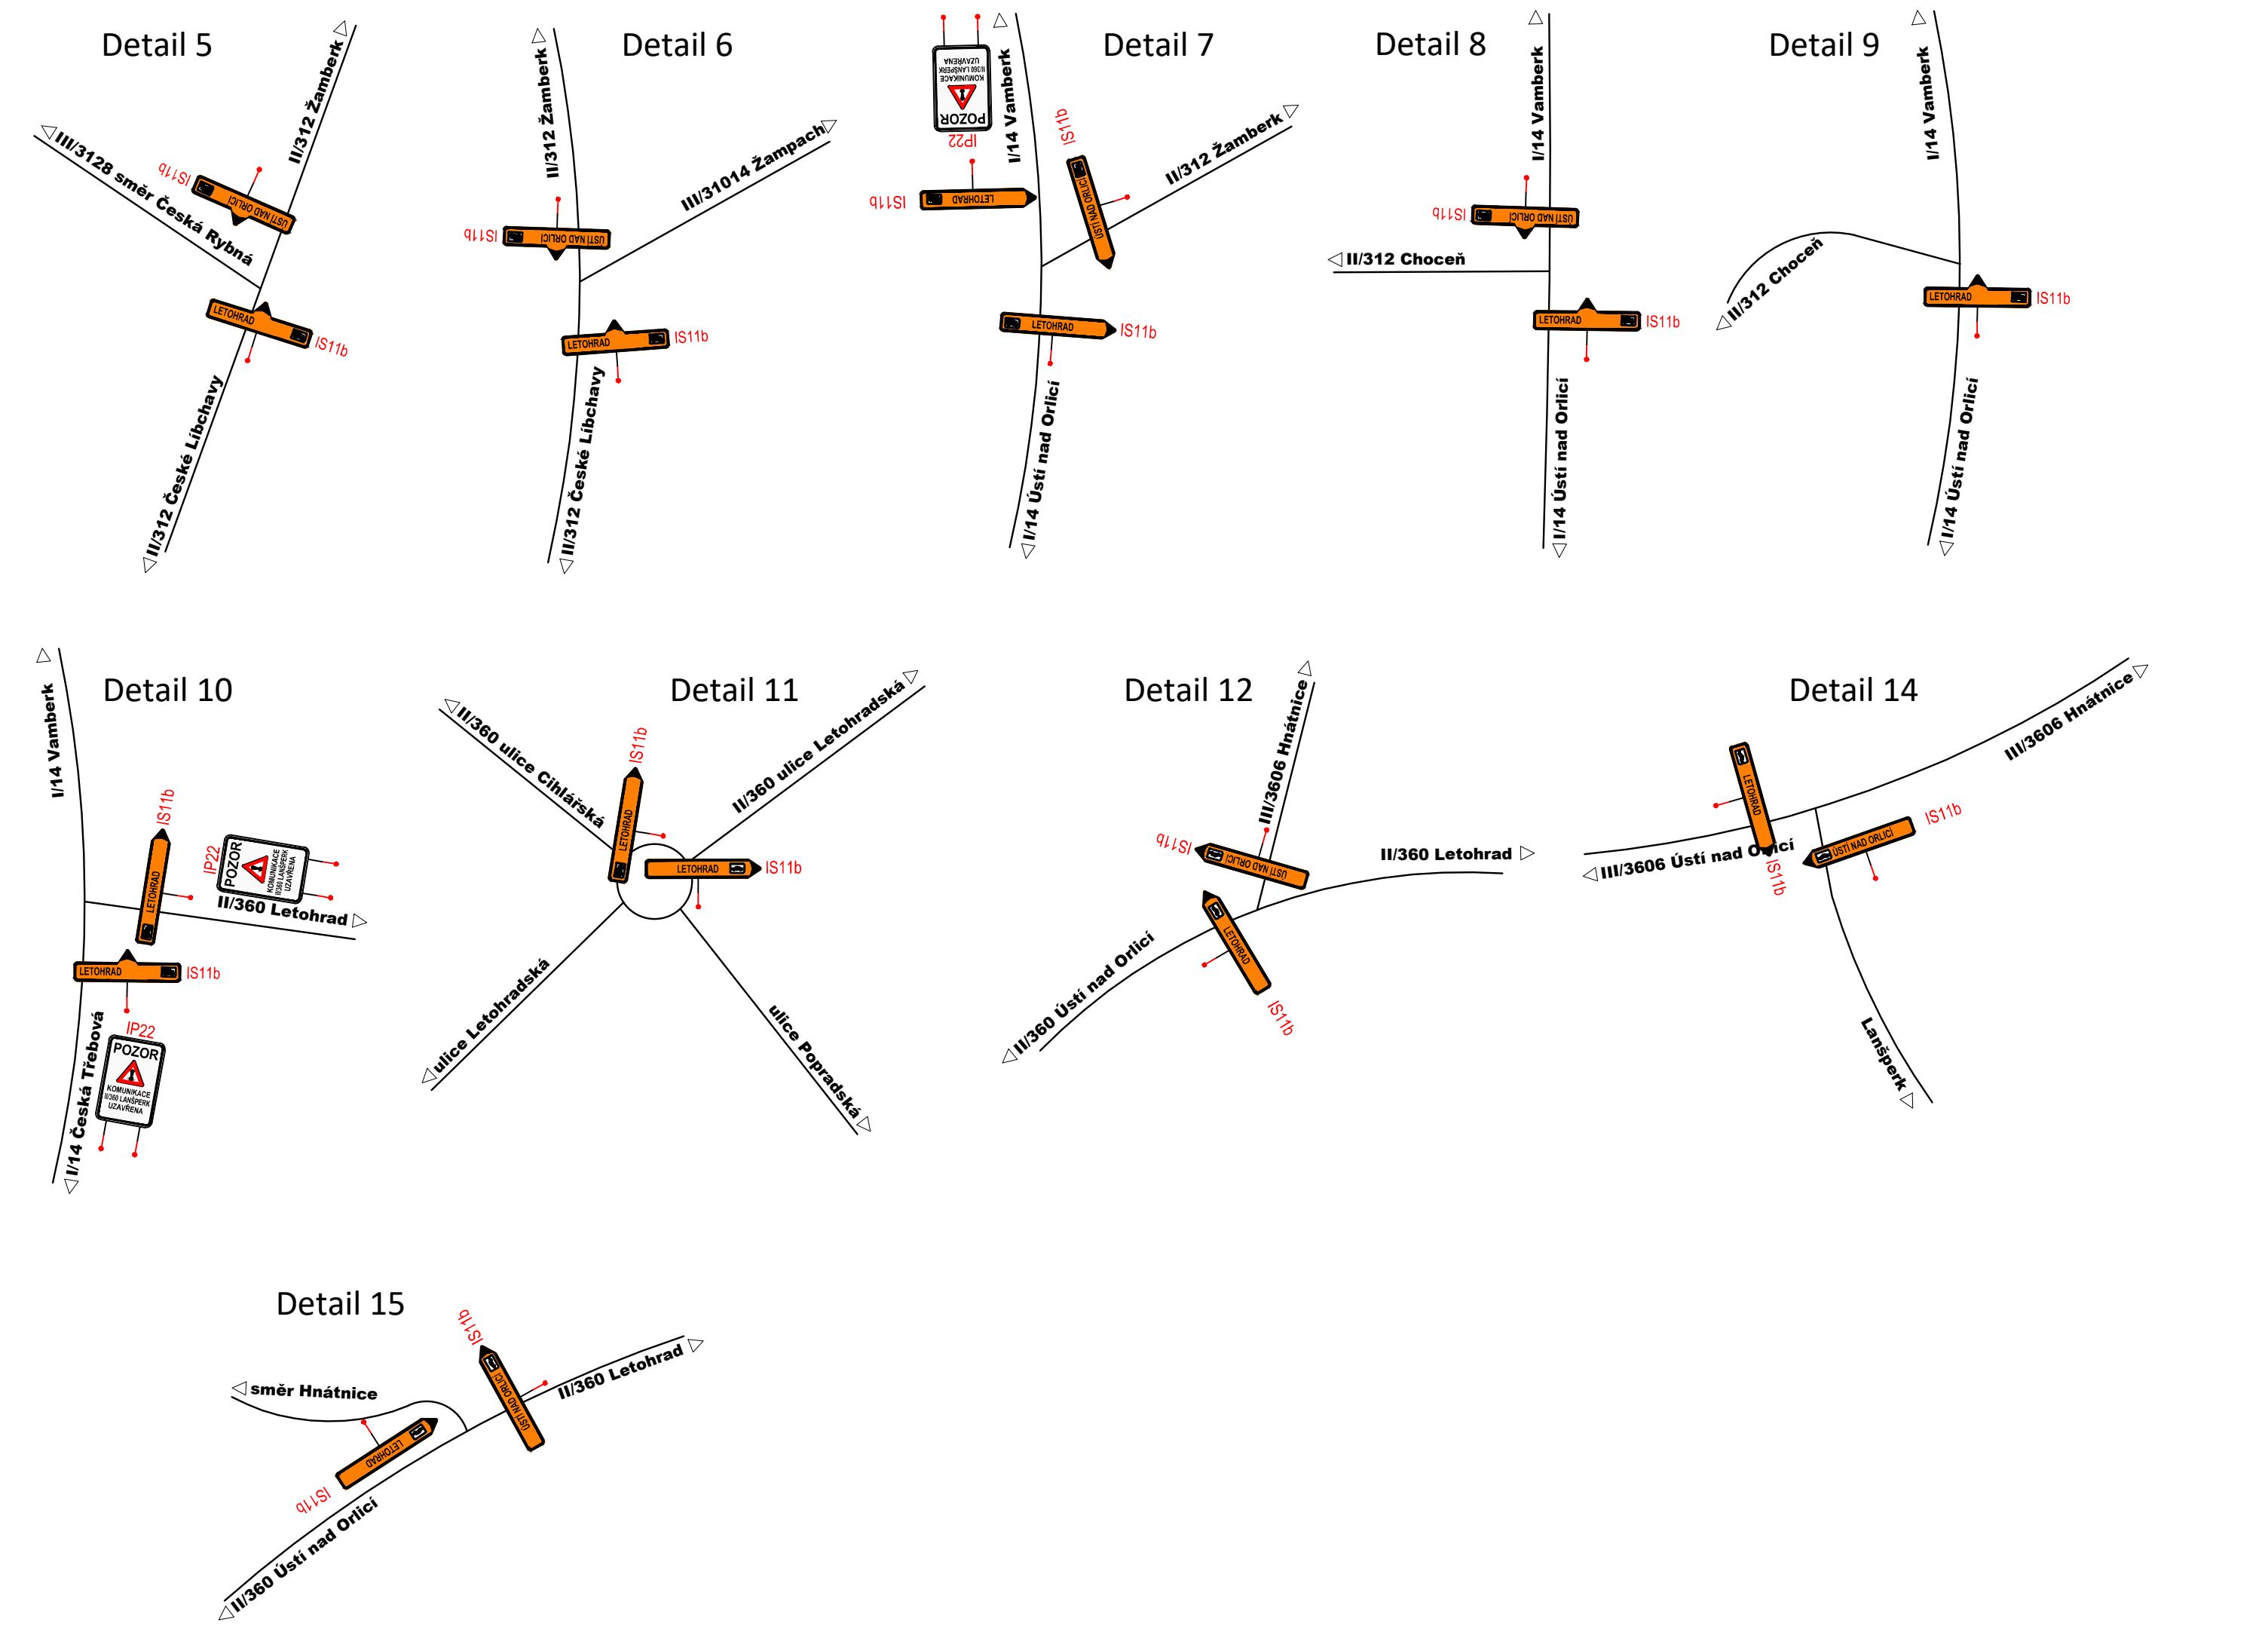 Detail 5
II/312 Žamberk
III/3128 směr Česká Rybná
IS11b
ÚSTÍ NAD ORLICÍ
LETOHRAD
IS11b
II/312 České Líbchavy
Detail 6
II/312 Žamberk
III/31014 Žampach
IS11b
ÚSTÍ NAD ORLICÍ
LETOHRAD
IS11b
II/312 České Líbchavy
Detail 7
POZOR
KOMUNIKACE
II/360 LANŠPERK
UZAVŘENA
IP22
I/14 Vamberk
IS11b
II/312 Žamberk
IS11b
LETOHRAD
ÚSTÍ NAD ORLICÍ
LETOHRAD
IS11b
I/14 Ústí nad Orlicí
Detail 8
I/14 Vamberk
IS11b
ÚSTÍ NAD ORLICÍ
II/312 Choceň
LETOHRAD
IS11b
I/14 Ústí nad Orlicí
Detail 9
I/14 Vamberk
II/312 Choceň
LETOHRAD
IS11b
I/14 Ústí nad Orlicí
Detail 10
I/14 Vamberk
IS11b
LETOHRAD
IP22
POZOR
KOMUNIKACE
II/360 LANŠPERK
UZAVŘENA
II/360 Letohrad
LETOHRAD
IS11b
IP22
POZOR
KOMUNIKACE
II/360 LANŠPERK
UZAVŘENA
I/14 Česká Třebová
Detail 11
II/360 ulice Cihlářská
IS11b
II/360 ulice Letohradská
LETOHRAD
LETOHRAD
IS11b
ulice Letohradská
ulice Popradská
Detail 12
III/3606 Hnátnice
IS11b
ÚSTÍ NAD ORLICÍ
II/360 Letohrad
LETOHRAD
IS11b
II/360 Ústí nad Orlicí
Detail 14
III/3606 Hnátnice
LETOHRAD
IS11b
ÚSTÍ NAD ORLICÍ
IS11b
III/3606 Ústí nad Orlicí
Lanšperk
Detail 15
IS11b
směr Hnátnice
ÚSTÍ NAD ORLICÍ
II/360 Letohrad
LETOHRAD
IS11b
II/360 Ústí nad Orlicí